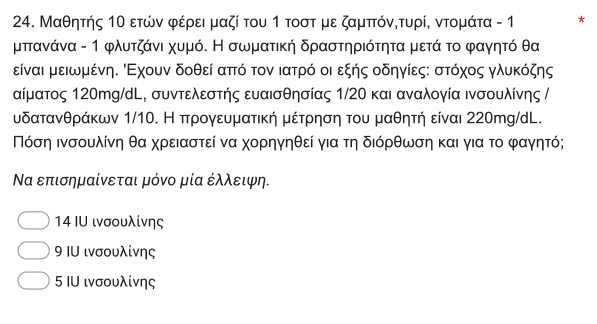 24. Μαθητής 10 ετών φέρει μαζί του 1 τοστ με ζαμπόν,τυρί, ντομάτα - 1 *
μπανάνα - 1 φλυτζάνι χυμό. Η σωματική δραστηριότητα μετά το φαγητό θα
είναι μειωμένη. 'Έχουν δοθεί από τον ιατρό οι εξής οδηγίες: στόχος γλυκόζης
αίματος 120mg/dL, συντελεστής ευαισθησίας 1/20 και αναλογία ινσουλίνης /
υδατανθράκων 1/10. Η προγευματική μέτρηση του μαθητή είναι 220mg/dL.
Πόση ινσουλίνη θα χρειαστεί να χορηγηθεί για τη διόρθωση και για το φαγητό;
Να επισημαίνεται μόνο μία έλλειψη.
14 IU ινσουλίνης
9 IU ινσουλίνης
5 IU ινσουλίνης